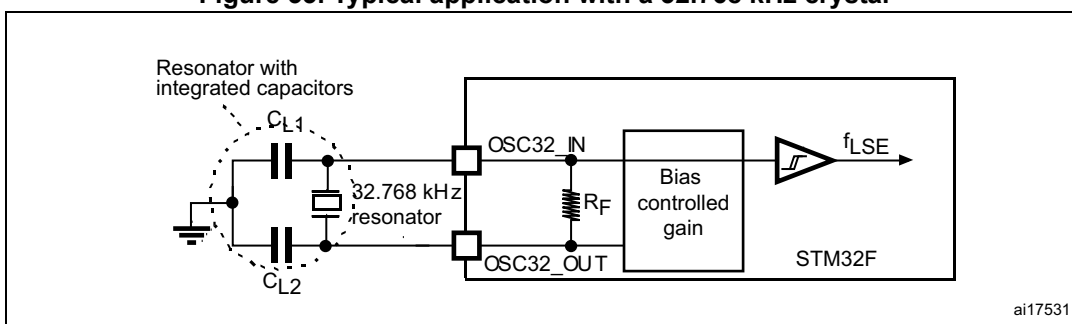 Resonator with
integrated capacitors
CL1
OSC32_IN
fLSE
32.768 kHz
resonator
RF
Bias
controlled
gain
OSC32_OUT
STM32F
CL2
ai17531